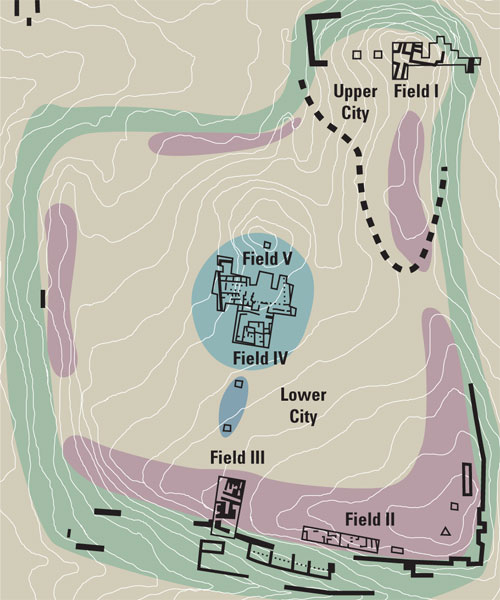 Upper
City
Field I
Field V
Field IV
Lower
City
Field III
Field II